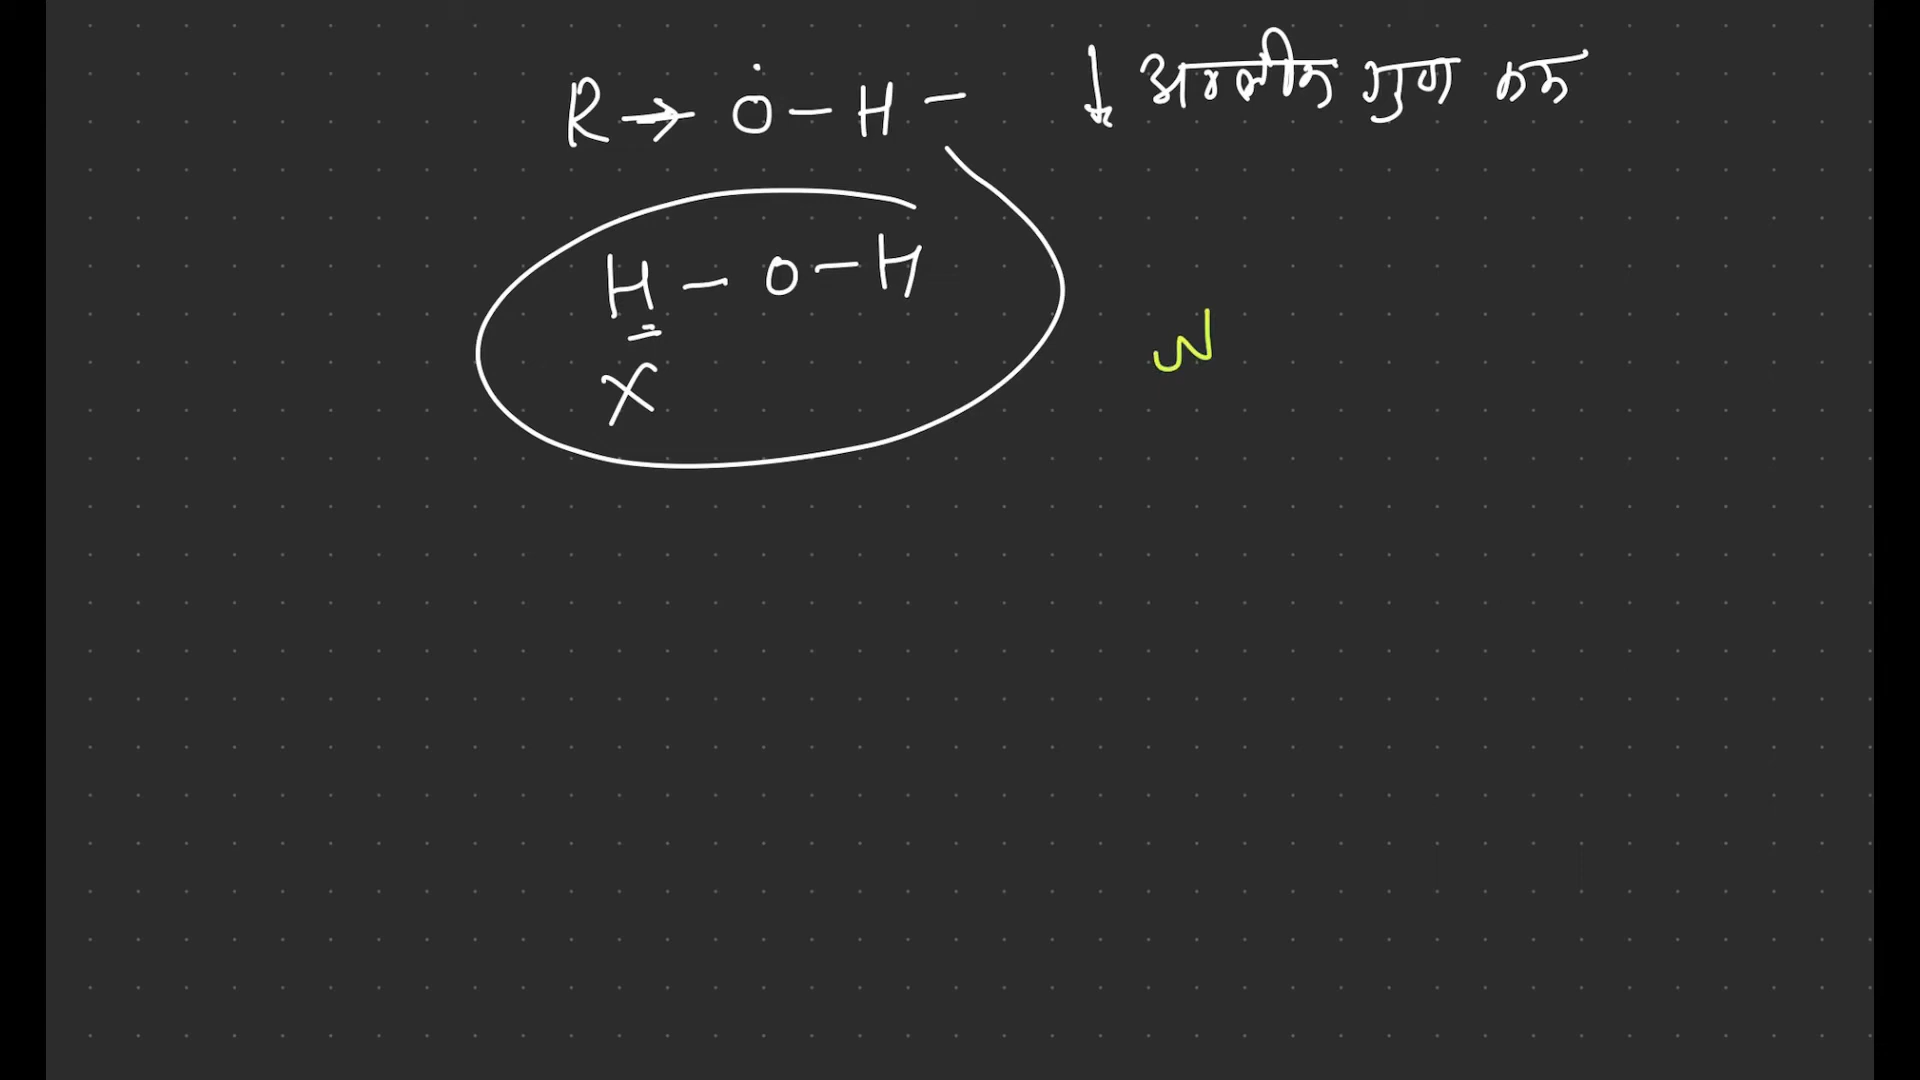 R → Ö - H - ↓ अम्लीय गुण कम
H - O - H
X